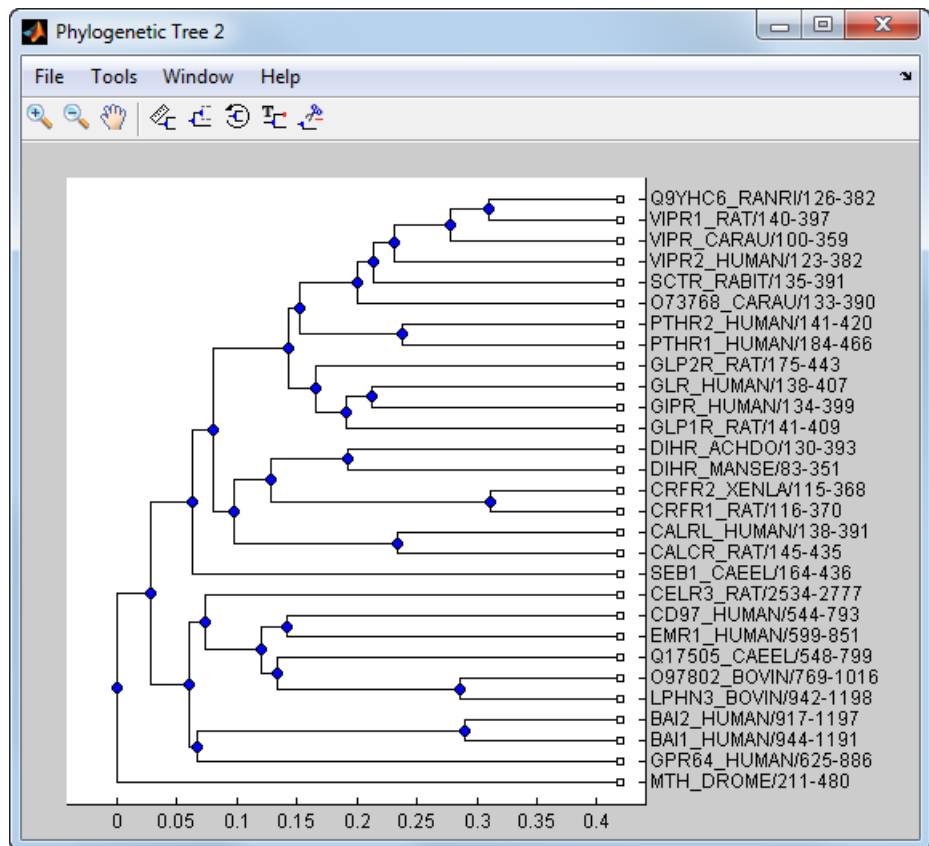 Phylogenetic Tree 2
File Tools Window Help
Q9YHC6_RANRI/126-382
VIPR1_RAT/140-397
VIPR_CARAU/100-359
VIPR2_HUMAN/123-382
SCTR_RABIT/135-391
O73768_CARAU/133-390
PTHR2_HUMAN/141-420
PTHR1_HUMAN/184-466
GLP2R_RAT/175-443
GLR_HUMAN/138-407
GIPR_HUMAN/134-399
GLP1R_RAT/141-409
DIHR_ACHDO/130-393
DIHR_MANSE/83-351
CRFR2_XENLA/115-368
CRFR1_RAT/116-370
CALRL_HUMAN/138-391
CALCR_RAT/145-435
SEB1_CAEEL/164-436
CELR3_RAT/2534-2777
CD97_HUMAN/544-793
EMR1_HUMAN/599-851
Q17505_CAEEL/548-799
O97802_BOVIN/769-1016
LPHN3_BOVIN/942-1198
BAI2_HUMAN/917-1197
BAI1_HUMAN/944-1191
GPR64_HUMAN/625-886
MTH_DROME/211-480
0 0.05 0.1 0.15 0.2 0.25 0.3 0.35 0.4